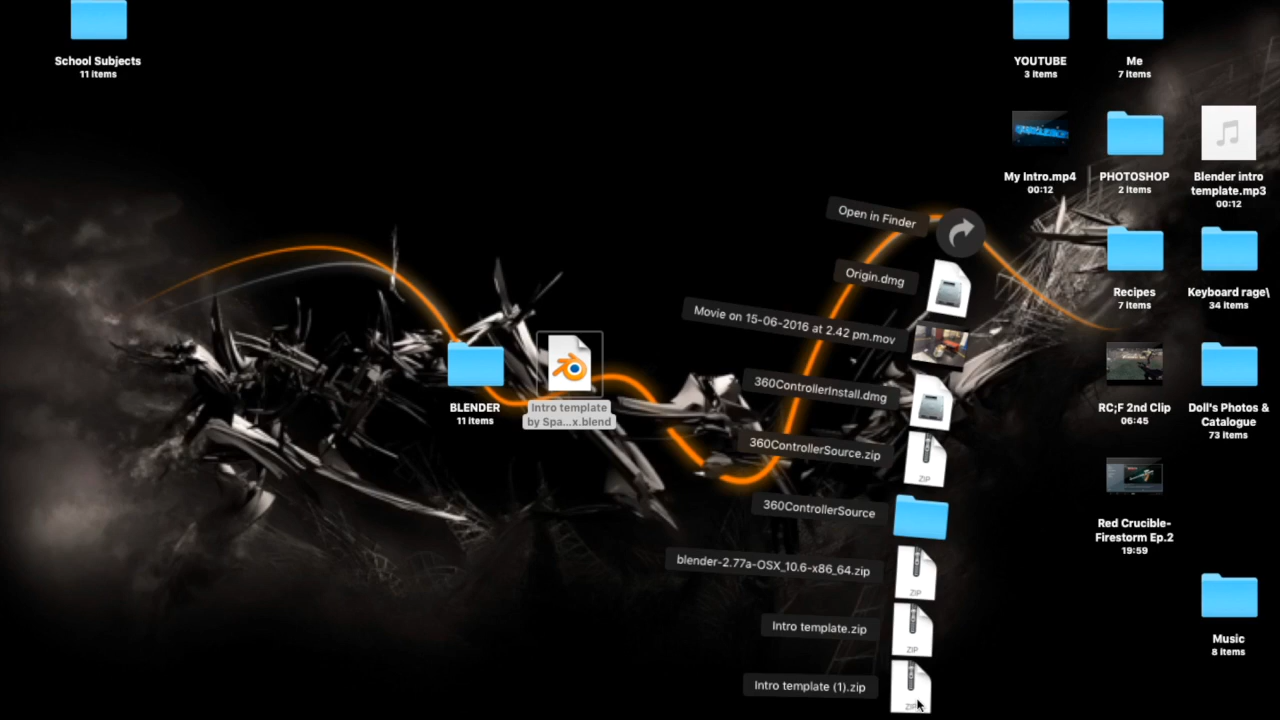 School Subjects
11 items
YOUTUBE
3 items
Me
7 items
My Intro.mp4
00:12
PHOTOSHOP
2 items
Blender intro
template.mp3
00:12
Open in Finder
Origin.dmg
Recipes
7 items
Keyboard rage\
34 items
Movie on 15-06-2016 at 2.42 pm.mov
360ControllerInstall.dmg
BLENDER
11 items
Intro template
by Spa...x.blend
RC;F 2nd Clip
06:45
Doll's Photos &
Catalogue
73 items
360ControllerSource.zip
ZIP
360ControllerSource
Red Crucible-
Firestorm Ep.2
19:59
blender-2.77a-OSX_10.6-x86_64.zip
ZIP
Intro template.zip
ZIP
Music
8 items
Intro template (1).zip
ZIP